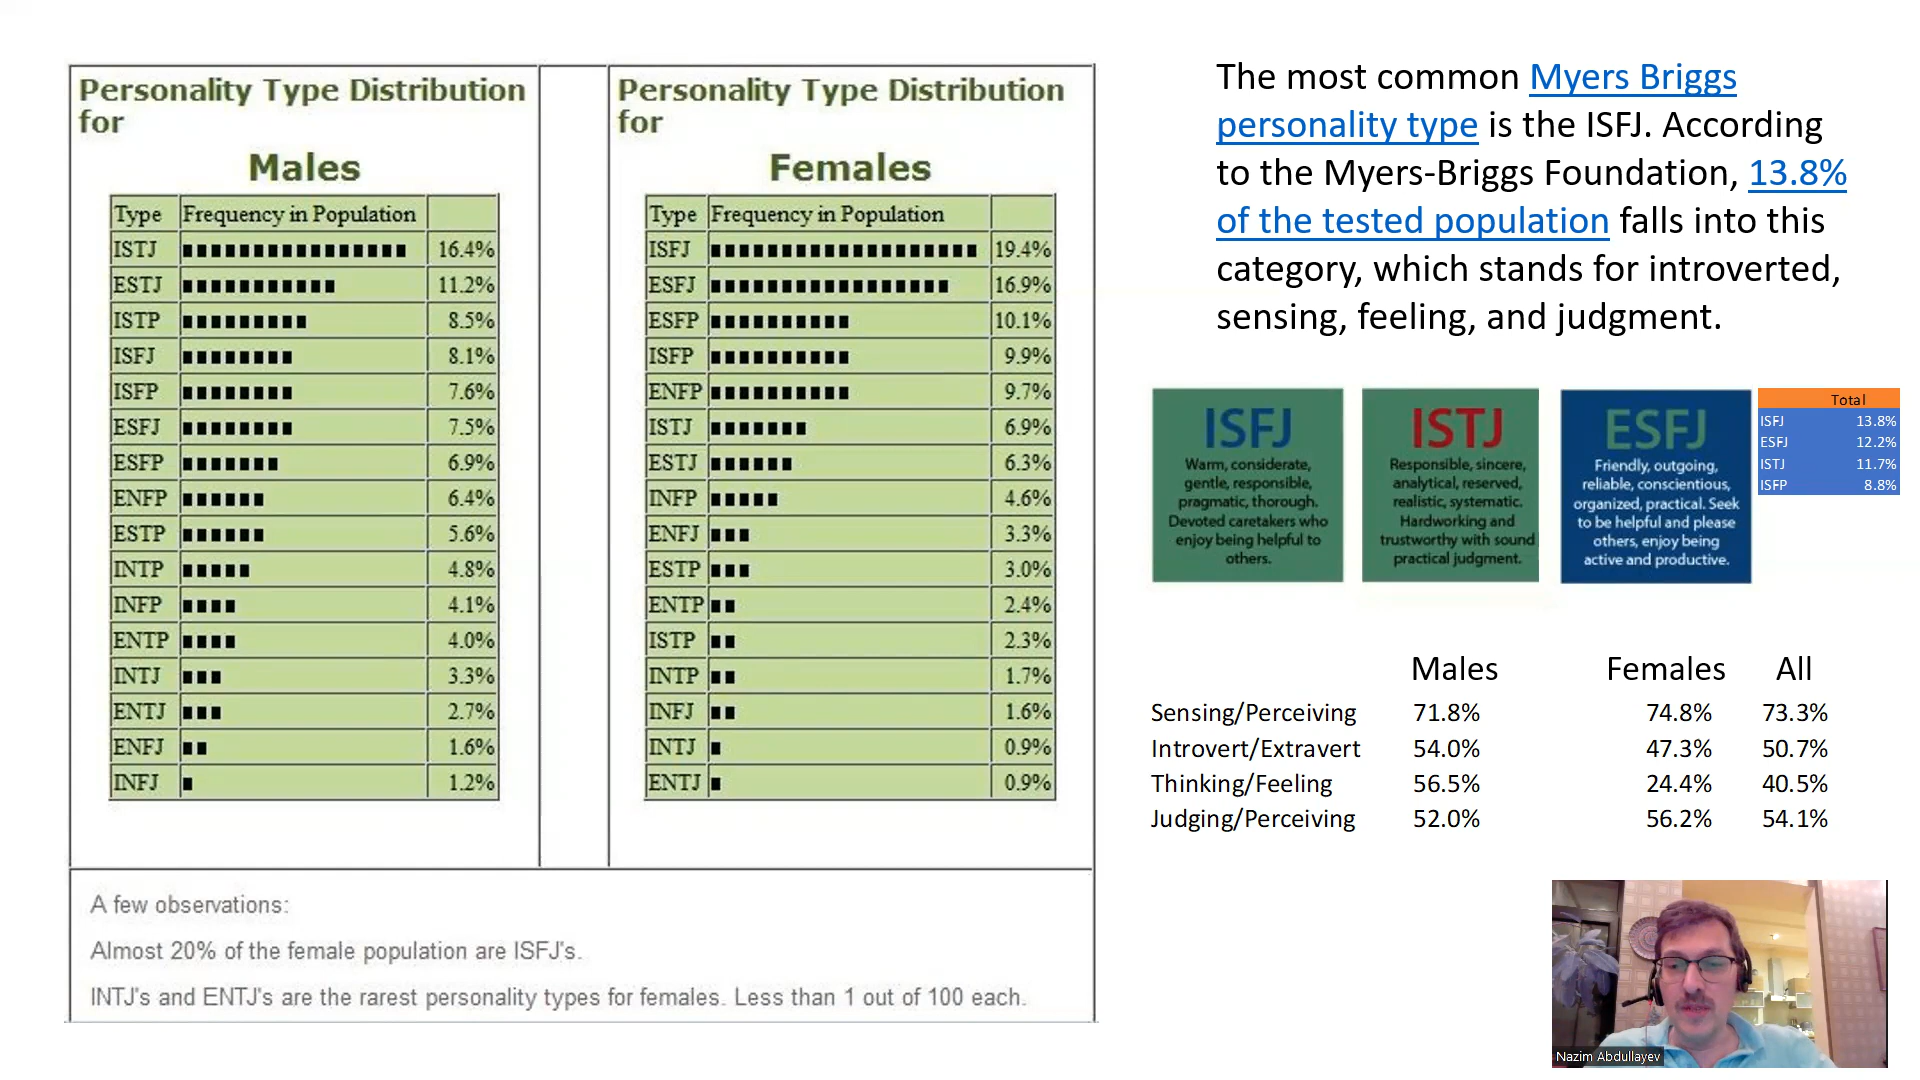 Personality Type Distribution
for
Males
Type Frequency in Population
ISTJ 16.4%
ESTJ 11.2%
ISTP 8.5%
ISFJ 8.1%
ISFP 7.6%
ESFJ 7.5%
ESFP 6.9%
ENFP 6.4%
ESTP 5.6%
INTP 4.8%
INFP 4.1%
ENTP 4.0%
INTJ 3.3%
ENTJ 2.7%
ENFJ 1.6%
INFJ 1.2%
Personality Type Distribution
for
Females
Type Frequency in Population
ISFJ 19.4%
ESFJ 16.9%
ESFP 10.1%
ISFP 9.9%
ENFP 9.7%
ISTJ 6.9%
ESTJ 6.3%
INFP 4.6%
ENFJ 3.3%
ESTP 3.0%
ENTP 2.4%
ISTP 2.3%
INTP 1.7%
INFJ 1.6%
INTJ 0.9%
ENTJ 0.9%
A few observations:
Almost 20% of the female population are ISFJ's.
INTJ's and ENTJ's are the rarest personality types for females. Less than 1 out of 100 each.
The most common Myers Briggs
personality type is the ISFJ. According
to the Myers-Briggs Foundation, 13.8%
of the tested population falls into this
category, which stands for introverted,
sensing, feeling, and judgment.
ISFJ
Warm, considerate,
gentle, responsible,
pragmatic, thorough.
Devoted caretakers who
enjoy being helpful to
others.
ISTJ
Responsible, sincere,
analytical, reserved,
realistic, systematic.
Hardworking and
trustworthy with sound
practical judgment.
ESFJ
Friendly, outgoing,
reliable, conscientious,
organized, practical. Seek
to be helpful and please
others, enjoy being
active and productive.
Total
ISFJ 13.8%
ESFJ 12.2%
ISTJ 11.7%
ISFP 8.8%
Males Females All
Sensing/Perceiving 71.8% 74.8% 73.3%
Introvert/Extravert 54.0% 47.3% 50.7%
Thinking/Feeling 56.5% 24.4% 40.5%
Judging/Perceiving 52.0% 56.2% 54.1%
Nazim Abdullayev